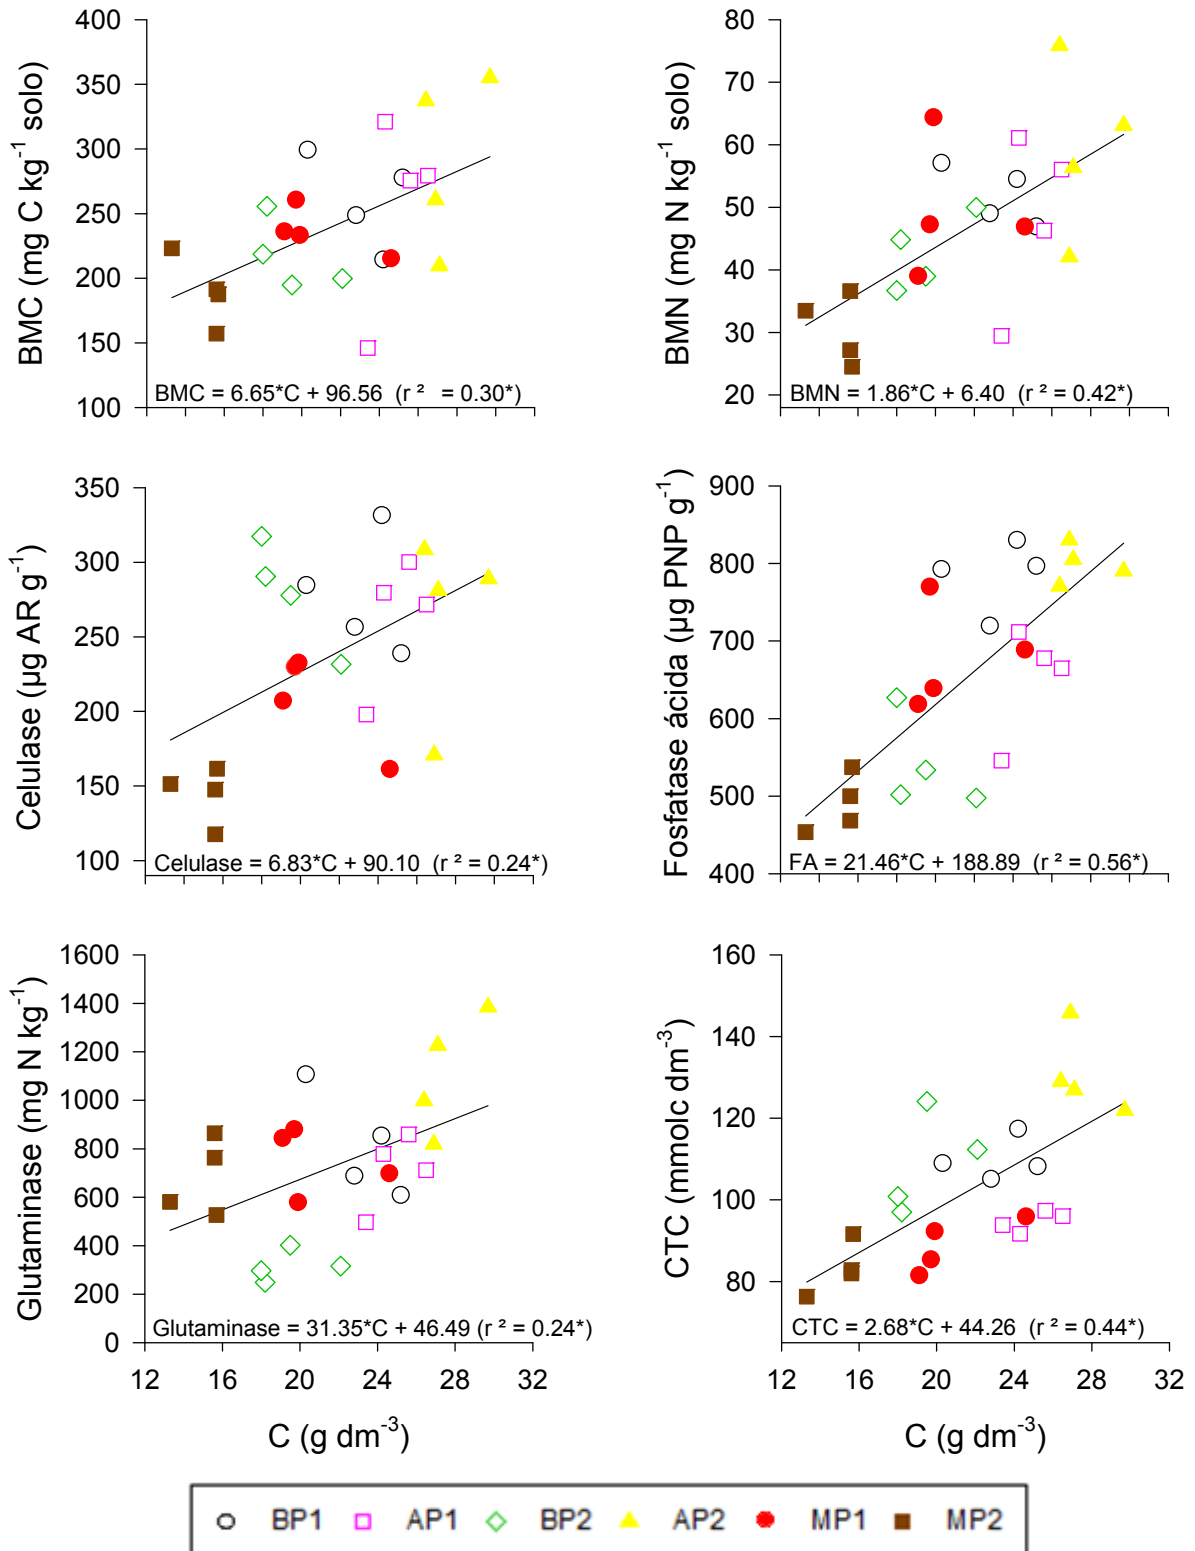 400
350
300
250
200
150
100
BMC (mg C kg⁻¹ solo)
BMC = 6.65*C + 96.56 (r ² = 0.30*)
80
70
60
50
40
30
20
BMN (mg N kg⁻¹ solo)
BMN = 1.86*C + 6.40 (r ² = 0.42*)
350
300
250
200
150
100
Celulase (µg AR g⁻¹)
Celulase = 6.83*C + 90.10 (r ² = 0.24*)
900
800
700
600
500
400
Fosfatase ácida (µg PNP g⁻¹)
FA = 21.46*C + 188.89 (r ² = 0.56*)
1600
1400
1200
1000
800
600
400
200
0
Glutaminase (mg N kg⁻¹)
Glutaminase = 31.35*C + 46.49 (r ² = 0.24*)
12 16 20 24 28 32
C (g dm⁻³)
160
140
120
100
80
CTC (mmolc dm⁻³)
CTC = 2.68*C + 44.26 (r ² = 0.44*)
12 16 20 24 28 32
C (g dm⁻³)
BP1 AP1 BP2 AP2 MP1 MP2